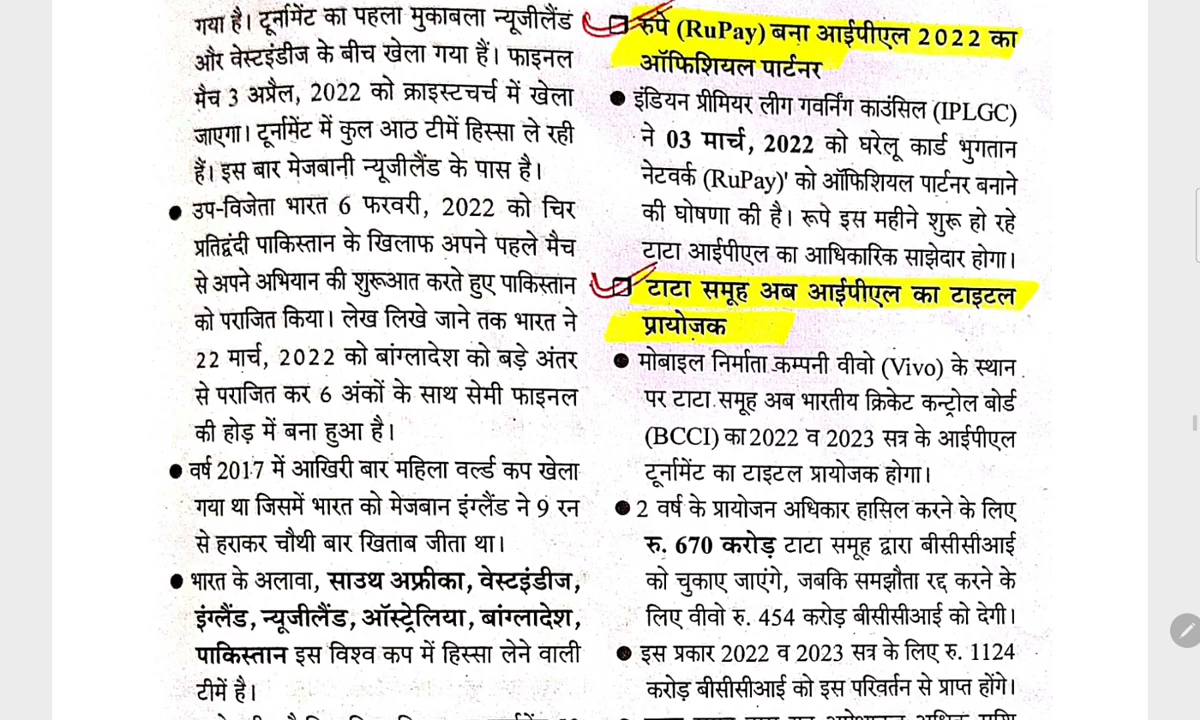 गया है। टूर्नामेंट का पहला मुकाबला न्यूजीलैंड
और वेस्टइंडीज के बीच खेला गया हैं। फाइनल
मैच 3 अप्रैल, 2022 को क्राइस्टचर्च में खेला
जाएगा। टूर्नामेंट में कुल आठ टीमें हिस्सा ले रही
हैं। इस बार मेजबानी न्यूजीलैंड के पास है।
● उप-विजेता भारत 6 फरवरी, 2022 को चिर
प्रतिद्वंदी पाकिस्तान के खिलाफ अपने पहले मैच
से अपने अभियान की शुरूआत करते हुए पाकिस्तान
को पराजित किया। लेख लिखे जाने तक भारत ने
22 मार्च, 2022 को बांग्लादेश को बड़े अंतर
से पराजित कर 6 अंकों के साथ सेमी फाइनल
की होड़ में बना हुआ है।
● वर्ष 2017 में आखिरी बार महिला वर्ल्ड कप खेला
गया था जिसमें भारत को मेजबान इंग्लैंड ने 9 रन
से हराकर चौथी बार खिताब जीता था।
● भारत के अलावा, साउथ अफ्रीका, वेस्टइंडीज,
इंग्लैंड, न्यूजीलैंड, ऑस्ट्रेलिया, बांग्लादेश,
पाकिस्तान इस विश्व कप में हिस्सा लेने वाली
टीमें है।
रुपे (RuPay) बना आईपीएल 2022 का
ऑफिशियल पार्टनर
● इंडियन प्रीमियर लीग गवर्निंग काउंसिल (IPLGC)
ने 03 मार्च, 2022 को घरेलू कार्ड भुगतान
नेटवर्क (RuPay)' को ऑफिशियल पार्टनर बनाने
की घोषणा की है। रूपे इस महीने शुरू हो रहे
टाटा आईपीएल का आधिकारिक साझेदार होगा।
टाटा समूह अब आईपीएल का टाइटल
प्रायोजक
● मोबाइल निर्माता कम्पनी वीवो (Vivo) के स्थान
पर टाटा समूह अब भारतीय क्रिकेट कन्ट्रोल बोर्ड
(BCCI) का 2022 व 2023 सत्र के आईपीएल
टूर्नामेंट का टाइटल प्रायोजक होगा।
● 2 वर्ष के प्रायोजन अधिकार हासिल करने के लिए
रु. 670 करोड़ टाटा समूह द्वारा बीसीसीआई
को चुकाए जाएंगे, जबकि समझौता रद्द करने के
लिए वीवो रु. 454 करोड़ बीसीसीआई को देगी।
● इस प्रकार 2022 व 2023 सत्र के लिए रु. 1124
करोड़ बीसीसीआई को इस परिवर्तन से प्राप्त होंगे।